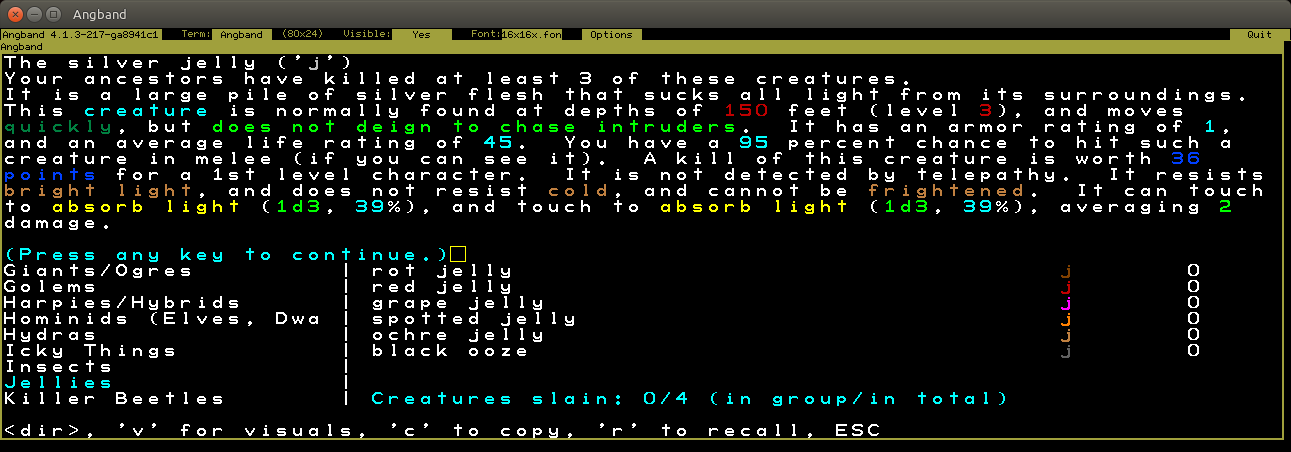 Angband
Angband 4.1.3-217-ga8941c1 Term: Angband (80x24) Visible: Yes Font: 16x16x.fon Options Quit
Angband
The silver jelly ('j')
Your ancestors have killed at least 3 of these creatures.
It is a large pile of silver flesh that sucks all light from its surroundings.
This creature is normally found at depths of 150 feet (level 3), and moves
quickly, but does not deign to chase intruders. It has an armor rating of 1,
and an average life rating of 45. You have a 95 percent chance to hit such a
creature in melee (if you can see it). A kill of this creature is worth 36
points for a 1st level character. It is not detected by telepathy. It resists
bright light, and does not resist cold, and cannot be frightened. It can touch
to absorb light (1d3, 39%), and touch to absorb light (1d3, 39%), averaging 2
damage.
(Press any key to continue.)
Giants/Ogres | rot jelly j 0
Golems | red jelly j 0
Harpies/Hybrids | grape jelly j 0
Hominids (Elves, Dwa | spotted jelly j 0
Hydras | ochre jelly j 0
Icky Things | black ooze j 0
Insects |
Jellies |
Killer Beetles | Creatures slain: 0/4 (in group/in total)
<dir>, 'v' for visuals, 'c' to copy, 'r' to recall, ESC